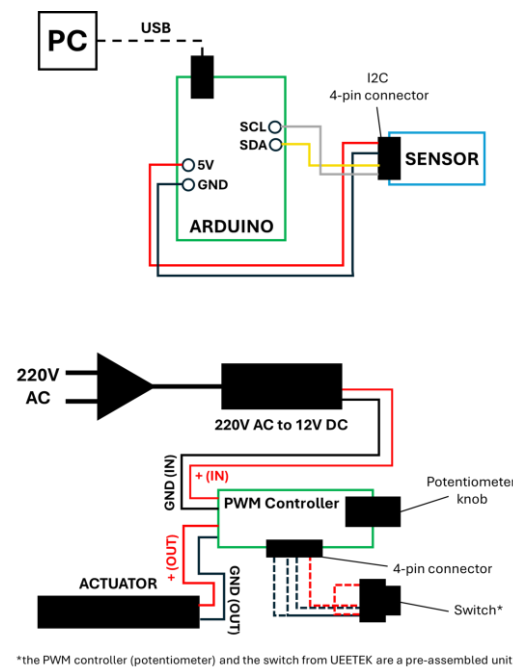 PC
USB
I2C
4-pin connector
SCL
SDA
SENSOR
5V
GND
ARDUINO
220V
AC
220V AC to 12V DC
GND (IN)
+ (IN)
PWM Controller
Potentiometer
knob
+ (OUT)
GND (OUT)
4-pin connector
ACTUATOR
Switch*
*the PWM controller (potentiometer) and the switch from UEETEK are a pre-assembled unit